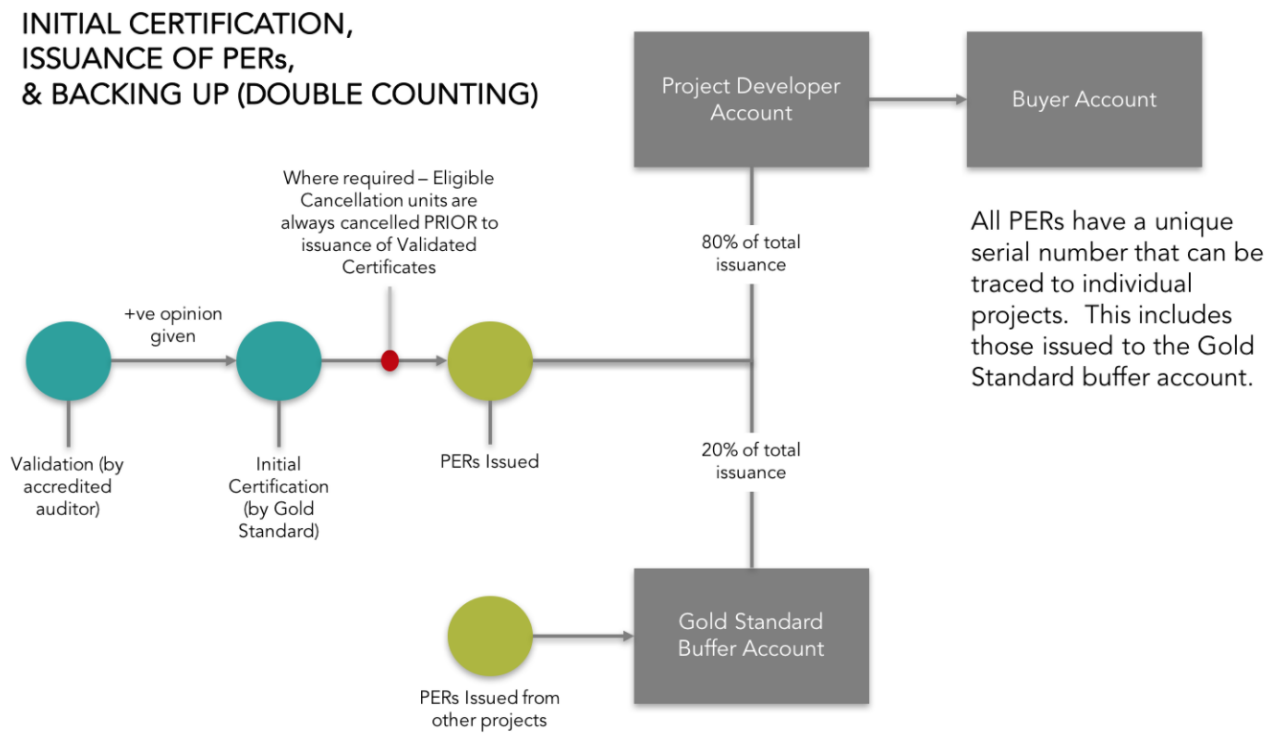 INITIAL CERTIFICATION,
ISSUANCE OF PERs,
& BACKING UP (DOUBLE COUNTING)
Project Developer
Account
Buyer Account
Where required – Eligible
Cancellation units are
always cancelled PRIOR to
issuance of Validated
Certificates
80% of total
issuance
All PERs have a unique
serial number that can be
traced to individual
projects.  This includes
those issued to the Gold
Standard buffer account.
+ve opinion
given
Validation (by
accredited
auditor)
Initial
Certification
(by Gold
Standard)
PERs Issued
20% of total
issuance
Gold Standard
Buffer Account
PERs Issued from
other projects